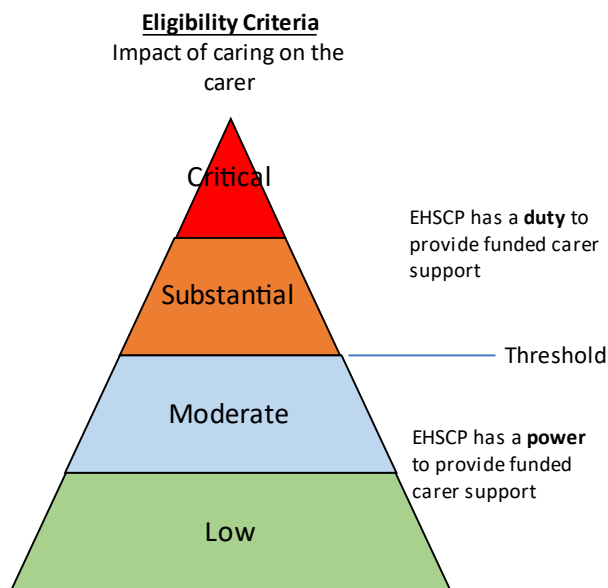 Eligibility Criteria
Impact of caring on the
carer
Critical
EHSCP has a duty to
provide funded carer
support
Substantial
Threshold
Moderate
EHSCP has a power
to provide funded
carer support
Low